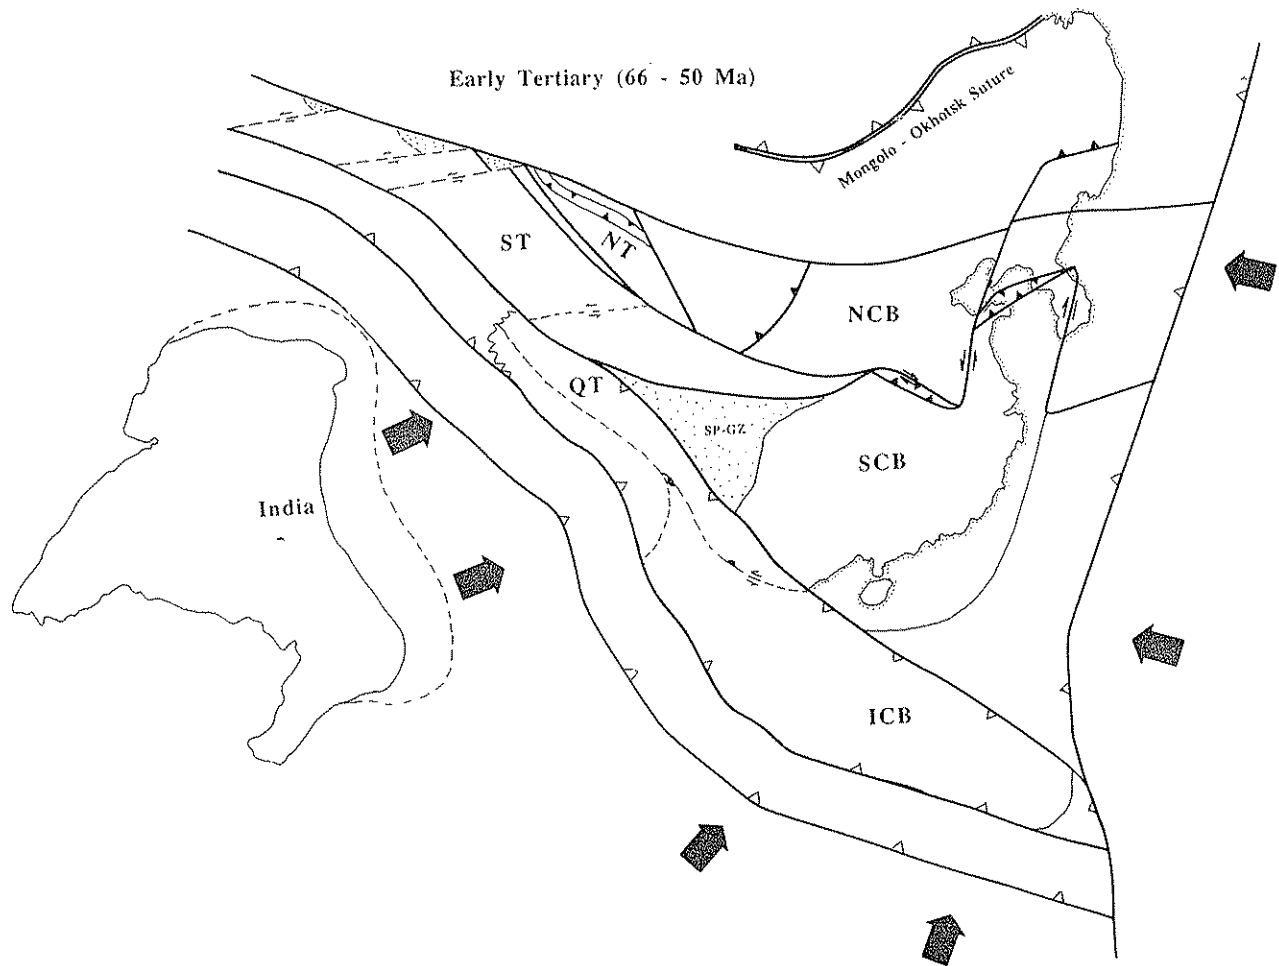 Early Tertiary (66 - 50 Ma)
Mongolo - Okhotsk Suture
ST
NT
NCB
QT
SP-GZ
SCB
India
ICB